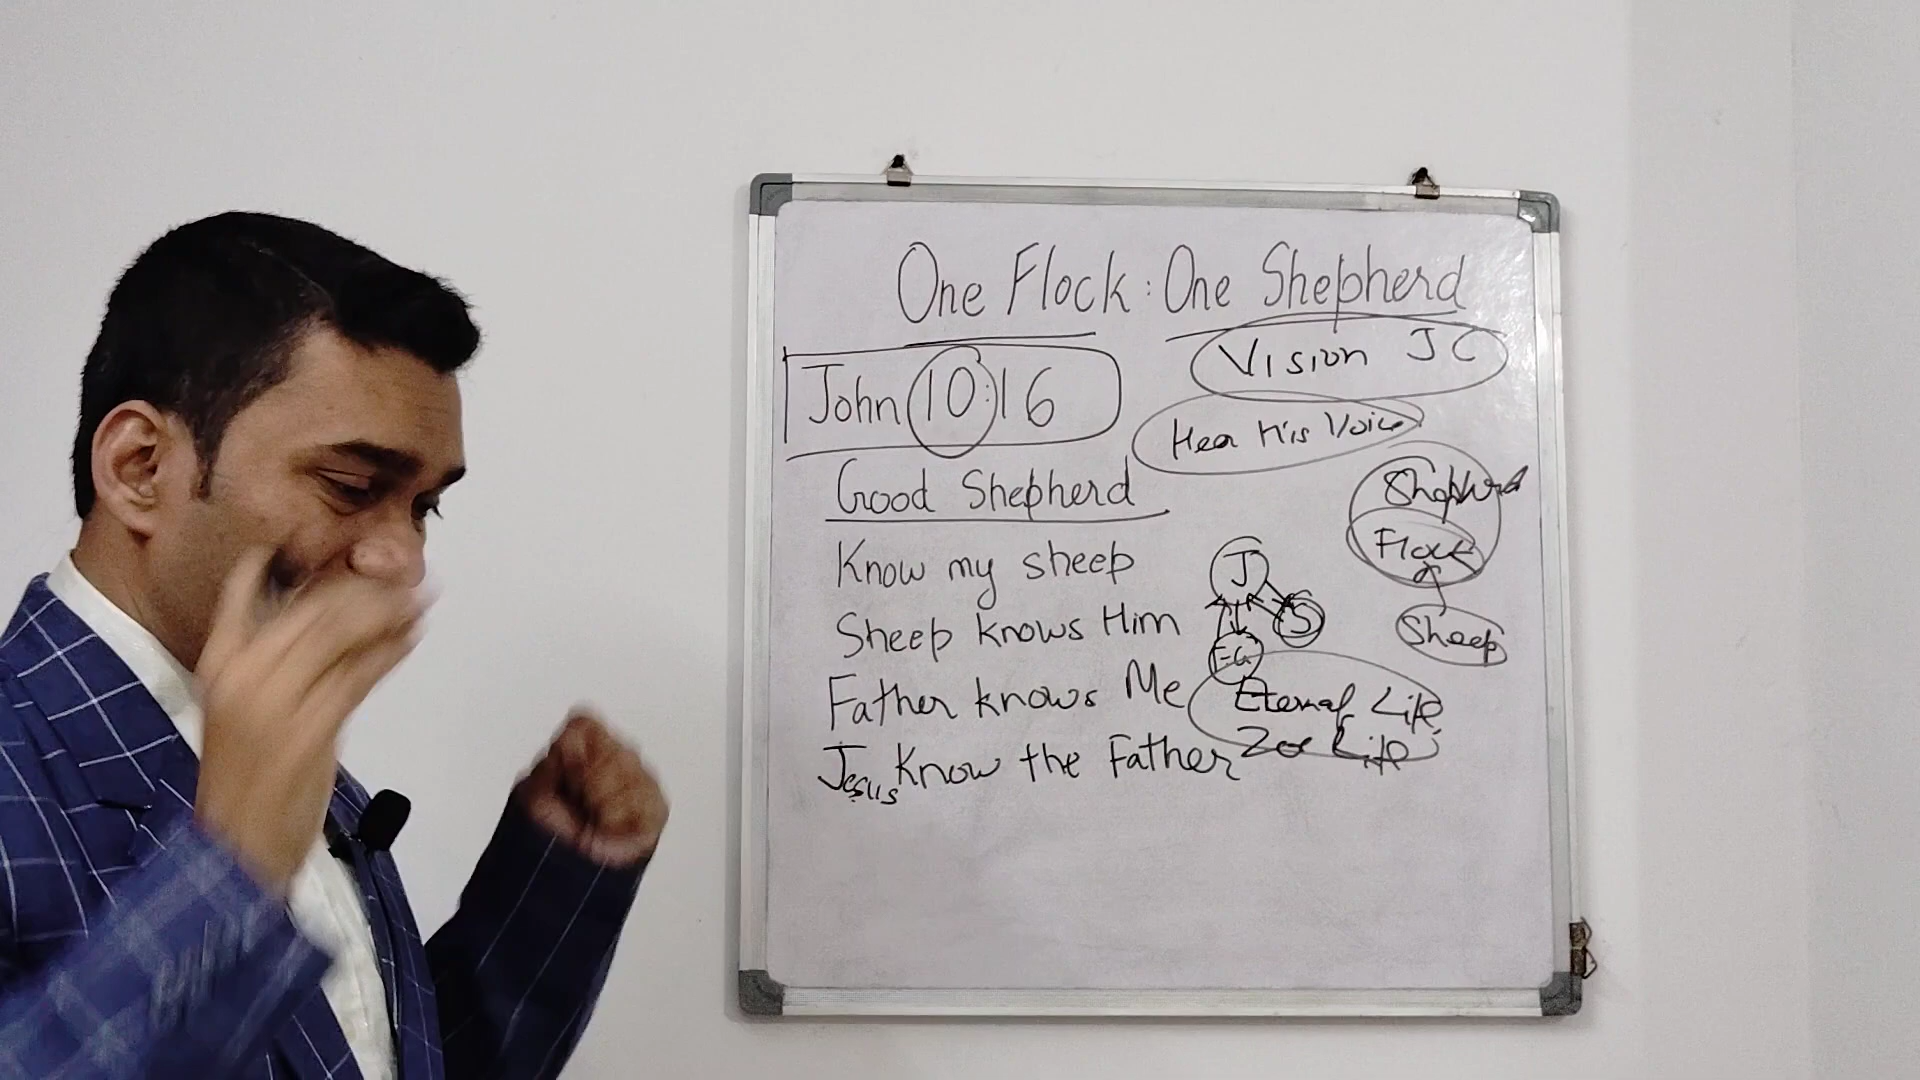 One Flock : One Shepherd
Vision JC
John 10:16
Hear His Voice
Good Shepherd
Shepherd
Flock
Know my sheep
J
Sheep Knows Him
S
Sheep
F-G
Father knows Me
Eternal Life
Jesus Know the Father
Zoe Life